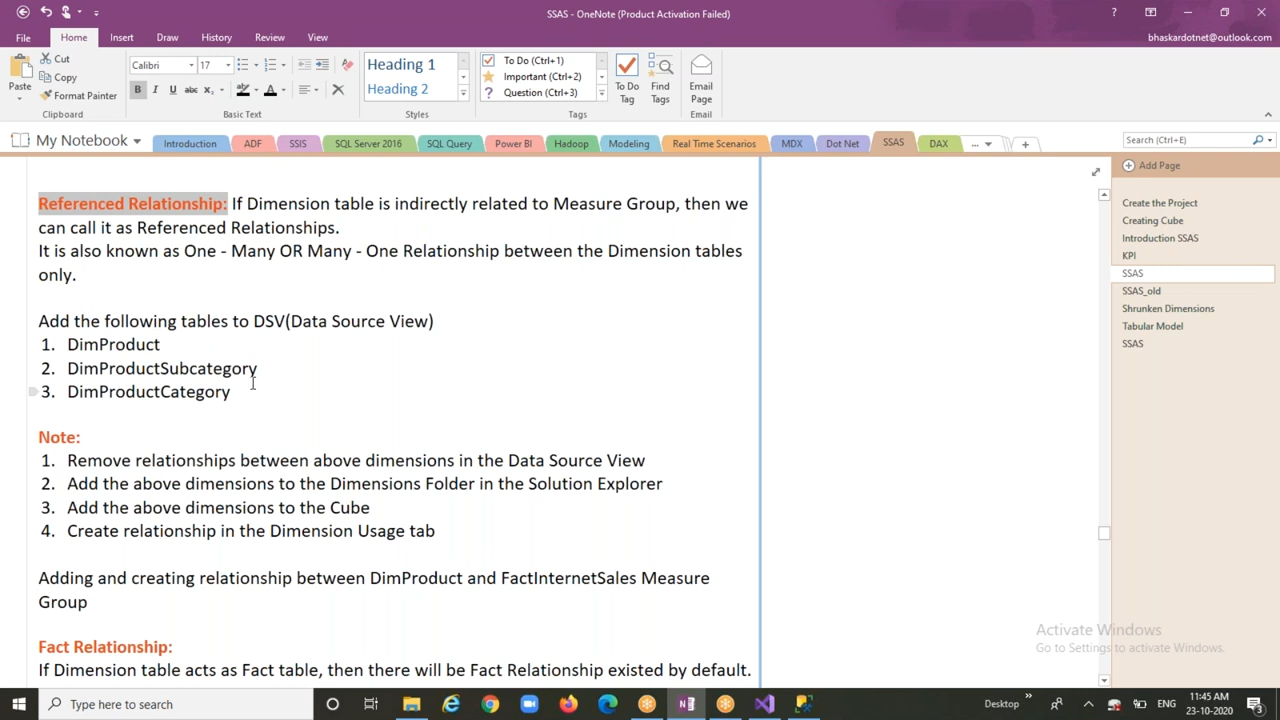 SSAS - OneNote (Product Activation Failed)
File Home Insert Draw History Review View
bhaskardotnet@outlook.com
Paste
Cut
Copy
Format Painter
Clipboard
Calibri 17
Basic Text
Heading 1
Heading 2
Styles
To Do (Ctrl+1)
Important (Ctrl+2)
Question (Ctrl+3)
To Do Tag
Find Tags
Tags
Email Page
Email
My Notebook
Introduction ADF SSIS SQL Server 2016 SQL Query Power BI Hadoop Modeling Real Time Scenarios MDX Dot Net SSAS DAX ...
Search (Ctrl+E)
Add Page
Create the Project
Creating Cube
Introduction SSAS
KPI
SSAS
SSAS_old
Shrunken Dimensions
Tabular Model
SSAS
Referenced Relationship: If Dimension table is indirectly related to Measure Group, then we
can call it as Referenced Relationships.
It is also known as One - Many OR Many - One Relationship between the Dimension tables
only.
Add the following tables to DSV(Data Source View)
1. DimProduct
2. DimProductSubcategory
3. DimProductCategory
Note:
1. Remove relationships between above dimensions in the Data Source View
2. Add the above dimensions to the Dimensions Folder in the Solution Explorer
3. Add the above dimensions to the Cube
4. Create relationship in the Dimension Usage tab
Adding and creating relationship between DimProduct and FactInternetSales Measure
Group
Fact Relationship:
If Dimension table acts as Fact table, then there will be Fact Relationship existed by default.
Activate Windows
Go to Settings to activate Windows.
Type here to search
Desktop
ENG
11:45 AM
23-10-2020